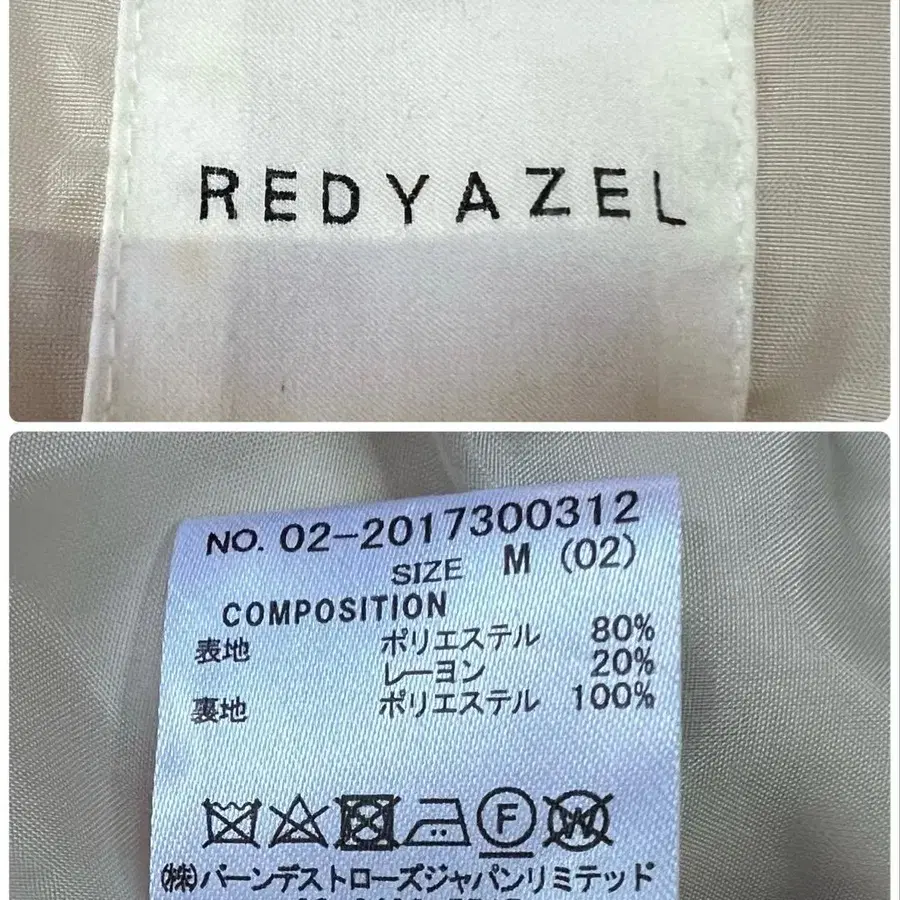 REDYAZEL
NO. 02-2017300312
SIZE M (02)
COMPOSITION
表地 ポリエステル 80%
レーヨン 20%
裏地 ポリエステル 100%
F W
(株)バーンデストローズジャパンリミテッド